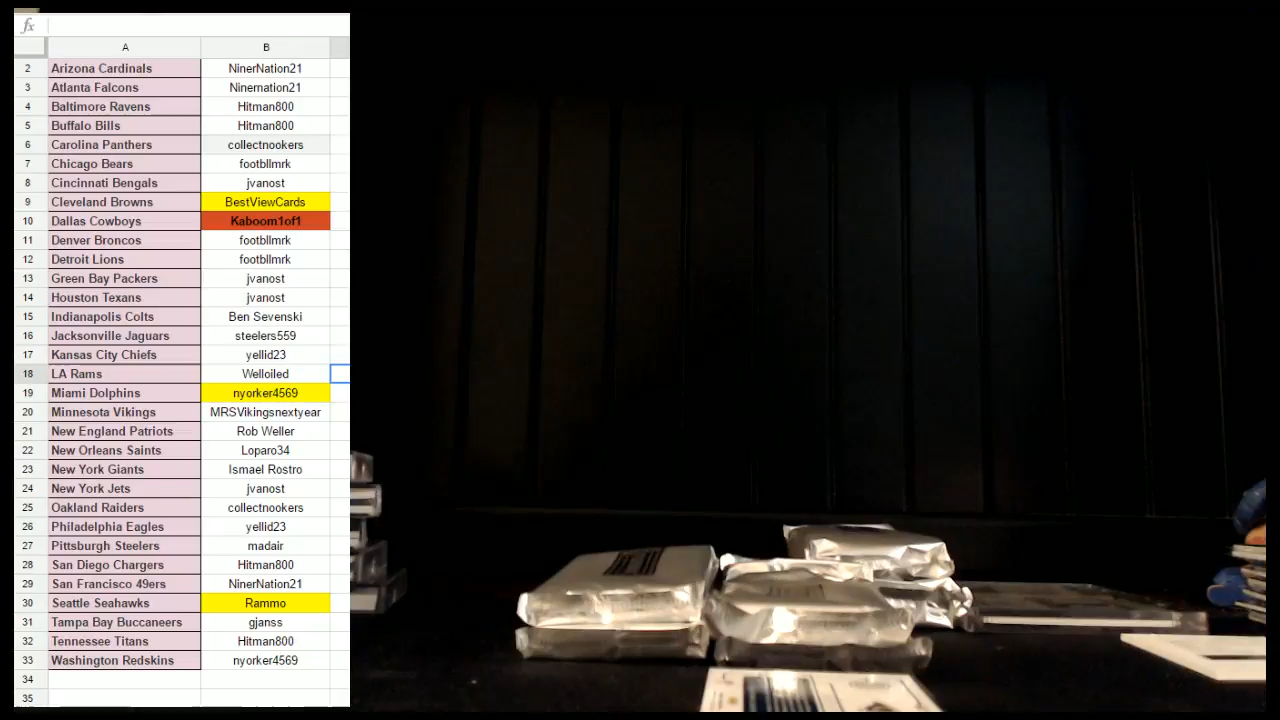 fx
A B
2 Arizona Cardinals NinerNation21
3 Atlanta Falcons Ninernation21
4 Baltimore Ravens Hitman800
5 Buffalo Bills Hitman800
6 Carolina Panthers collectnookers
7 Chicago Bears footbllmrk
8 Cincinnati Bengals jvanost
9 Cleveland Browns BestViewCards
10 Dallas Cowboys Kaboom1of1
11 Denver Broncos footbllmrk
12 Detroit Lions footbllmrk
13 Green Bay Packers jvanost
14 Houston Texans jvanost
15 Indianapolis Colts Ben Sevenski
16 Jacksonville Jaguars steelers559
17 Kansas City Chiefs yellid23
18 LA Rams Welloiled
19 Miami Dolphins nyorker4569
20 Minnesota Vikings MRSVikingsnextyear
21 New England Patriots Rob Weller
22 New Orleans Saints Loparo34
23 New York Giants Ismael Rostro
24 New York Jets jvanost
25 Oakland Raiders collectnookers
26 Philadelphia Eagles yellid23
27 Pittsburgh Steelers madair
28 San Diego Chargers Hitman800
29 San Francisco 49ers NinerNation21
30 Seattle Seahawks Rammo
31 Tampa Bay Buccaneers gjanss
32 Tennessee Titans Hitman800
33 Washington Redskins nyorker4569
34
35